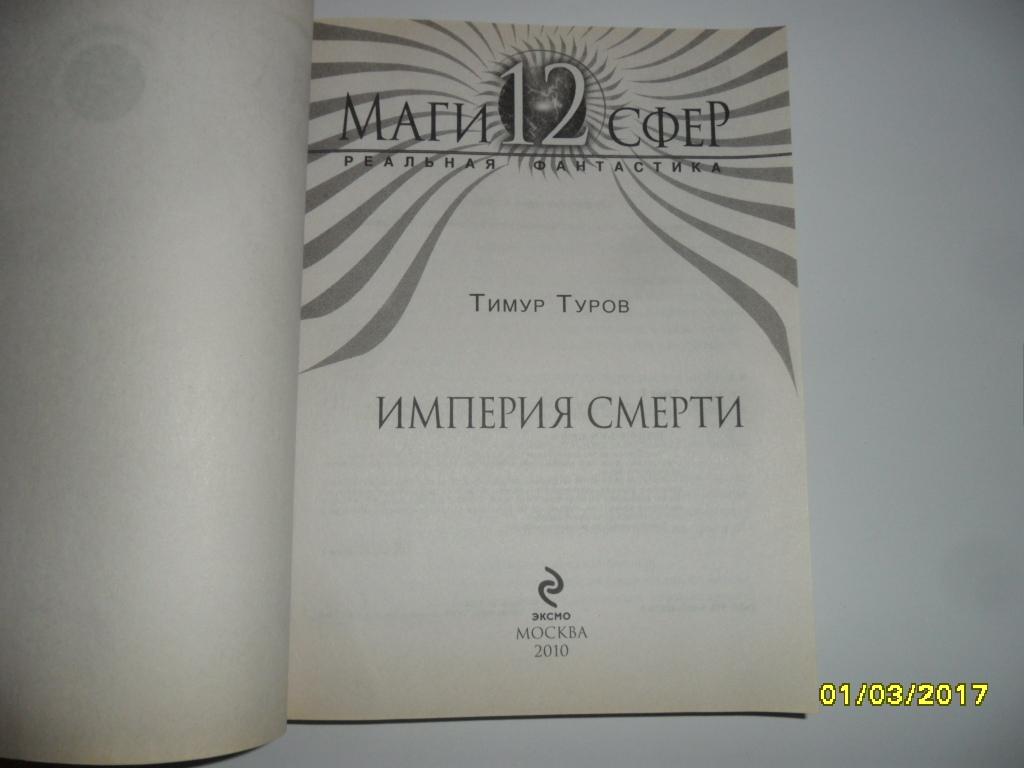 МАГИ 12 СФЕР
РЕАЛЬНАЯ ФАНТАСТИКА
ТИМУР ТУРОВ
ИМПЕРИЯ СМЕРТИ
ЭКСМО
МОСКВА
2010
01/03/2017